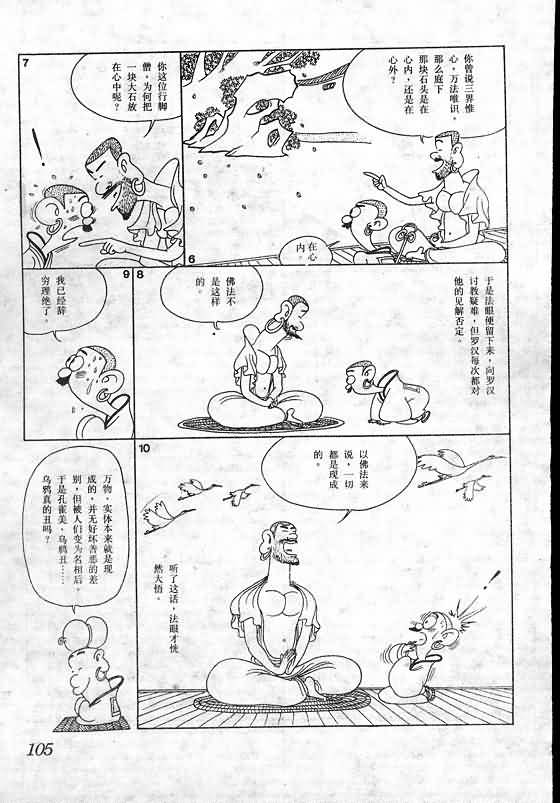 6
你曾说三界惟
心，万法唯识。
那么庭下
那块石头是在
心内，还是在
心外？
在心
内。
7
你这位行脚
僧，为何把
一块大石放
在心中呢？
!
于是法眼便留下来，向罗汉
讨教疑难，但罗汉每次都对
他的见解否定。
8
佛法不
是这样
的。
9
我已经辞
穷理绝了。
10
以佛法来
说，一切
都是现成
的。
!
听了这话，法眼才恍
然大悟。
万物，实体本来就是现
成的，并无好坏善恶的差
别，但被人们变为名相后，
于是孔雀美、乌鸦丑……
乌鸦真的丑吗？
105